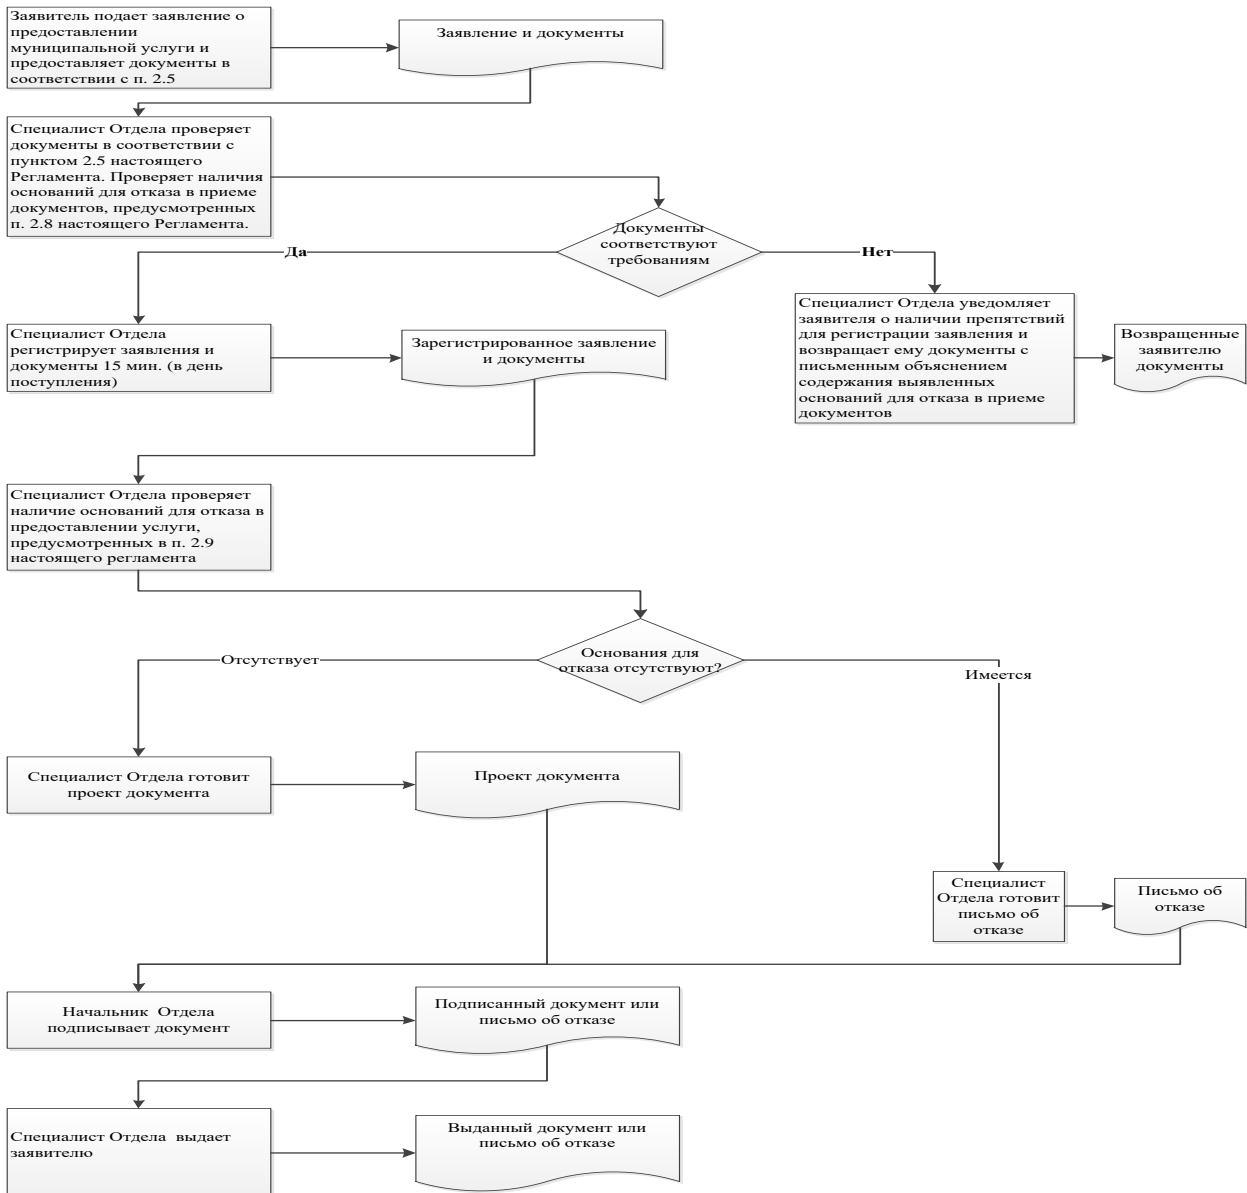 Заявитель подает заявление о
предоставлении
муниципальной услуги и
предоставляет документы в
соответствии с п. 2.5
Заявление и документы
Специалист Отдела проверяет
документы в соответствии с
пунктом 2.5 настоящего
Регламента. Проверяет наличия
оснований для отказа в приеме
документов, предусмотренных
п. 2.8 настоящего Регламента.
Документы
соответствуют
требованиям
Да
Нет
Специалист Отдела
регистрирует заявления и
документы 15 мин. (в день
поступления)
Зарегистрированное заявление
и документы
Специалист Отдела уведомляет
заявителя о наличии препятствий
для регистрации заявления и
возвращает ему документы с
письменным объяснением
содержания выявленных
оснований для отказа в приеме
документов
Возвращенные
заявителю
документы
Специалист Отдела проверяет
наличие оснований для отказа в
предоставлении услуги,
предусмотренных в п. 2.9
настоящего регламента
Основания для
отказа отсутствуют?
Отсутствует
Имеется
Специалист Отдела готовит
проект документа
Проект документа
Специалист
Отдела готовит
письмо об
отказе
Письмо об
отказе
Начальник Отдела
подписывает документ
Подписанный документ или
письмо об отказе
Специалист Отдела выдает
заявителю
Выданный документ или
письмо об отказе